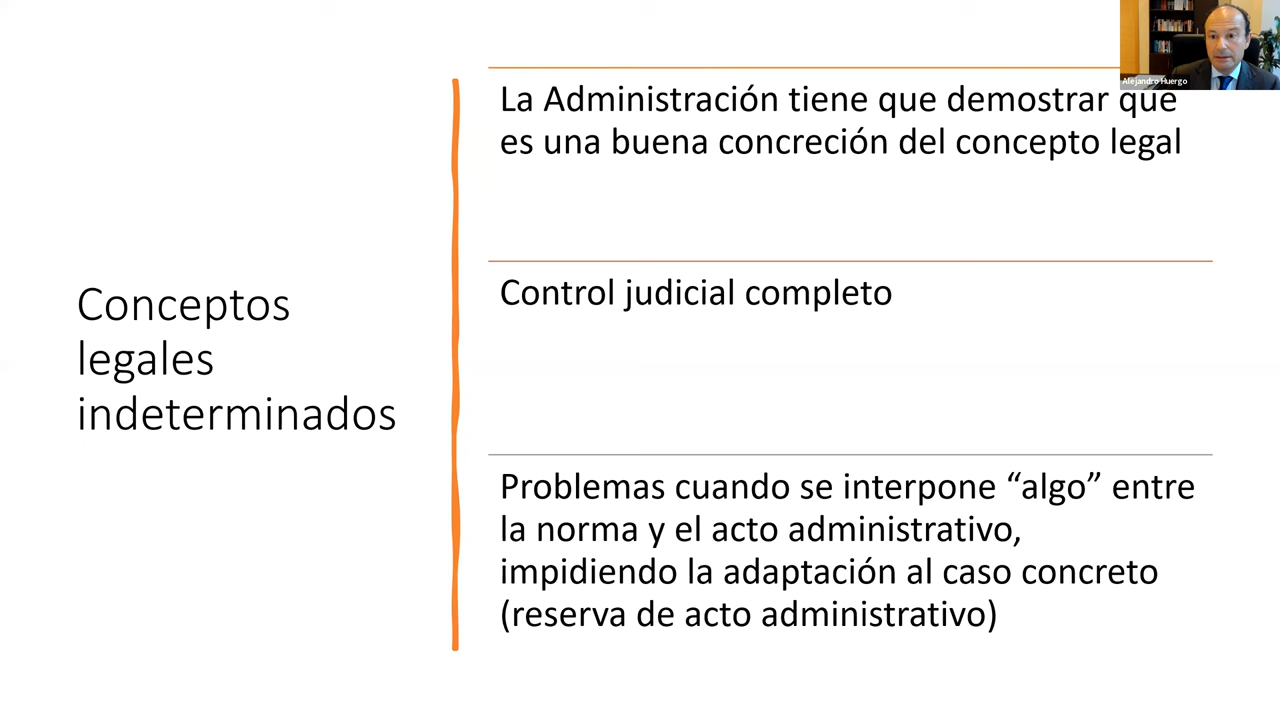 Conceptos
legales
indeterminados
La Administración tiene que demostrar que
es una buena concreción del concepto legal
Control judicial completo
Problemas cuando se interpone “algo” entre
la norma y el acto administrativo,
impidiendo la adaptación al caso concreto
(reserva de acto administrativo)
Alejandro Huergo